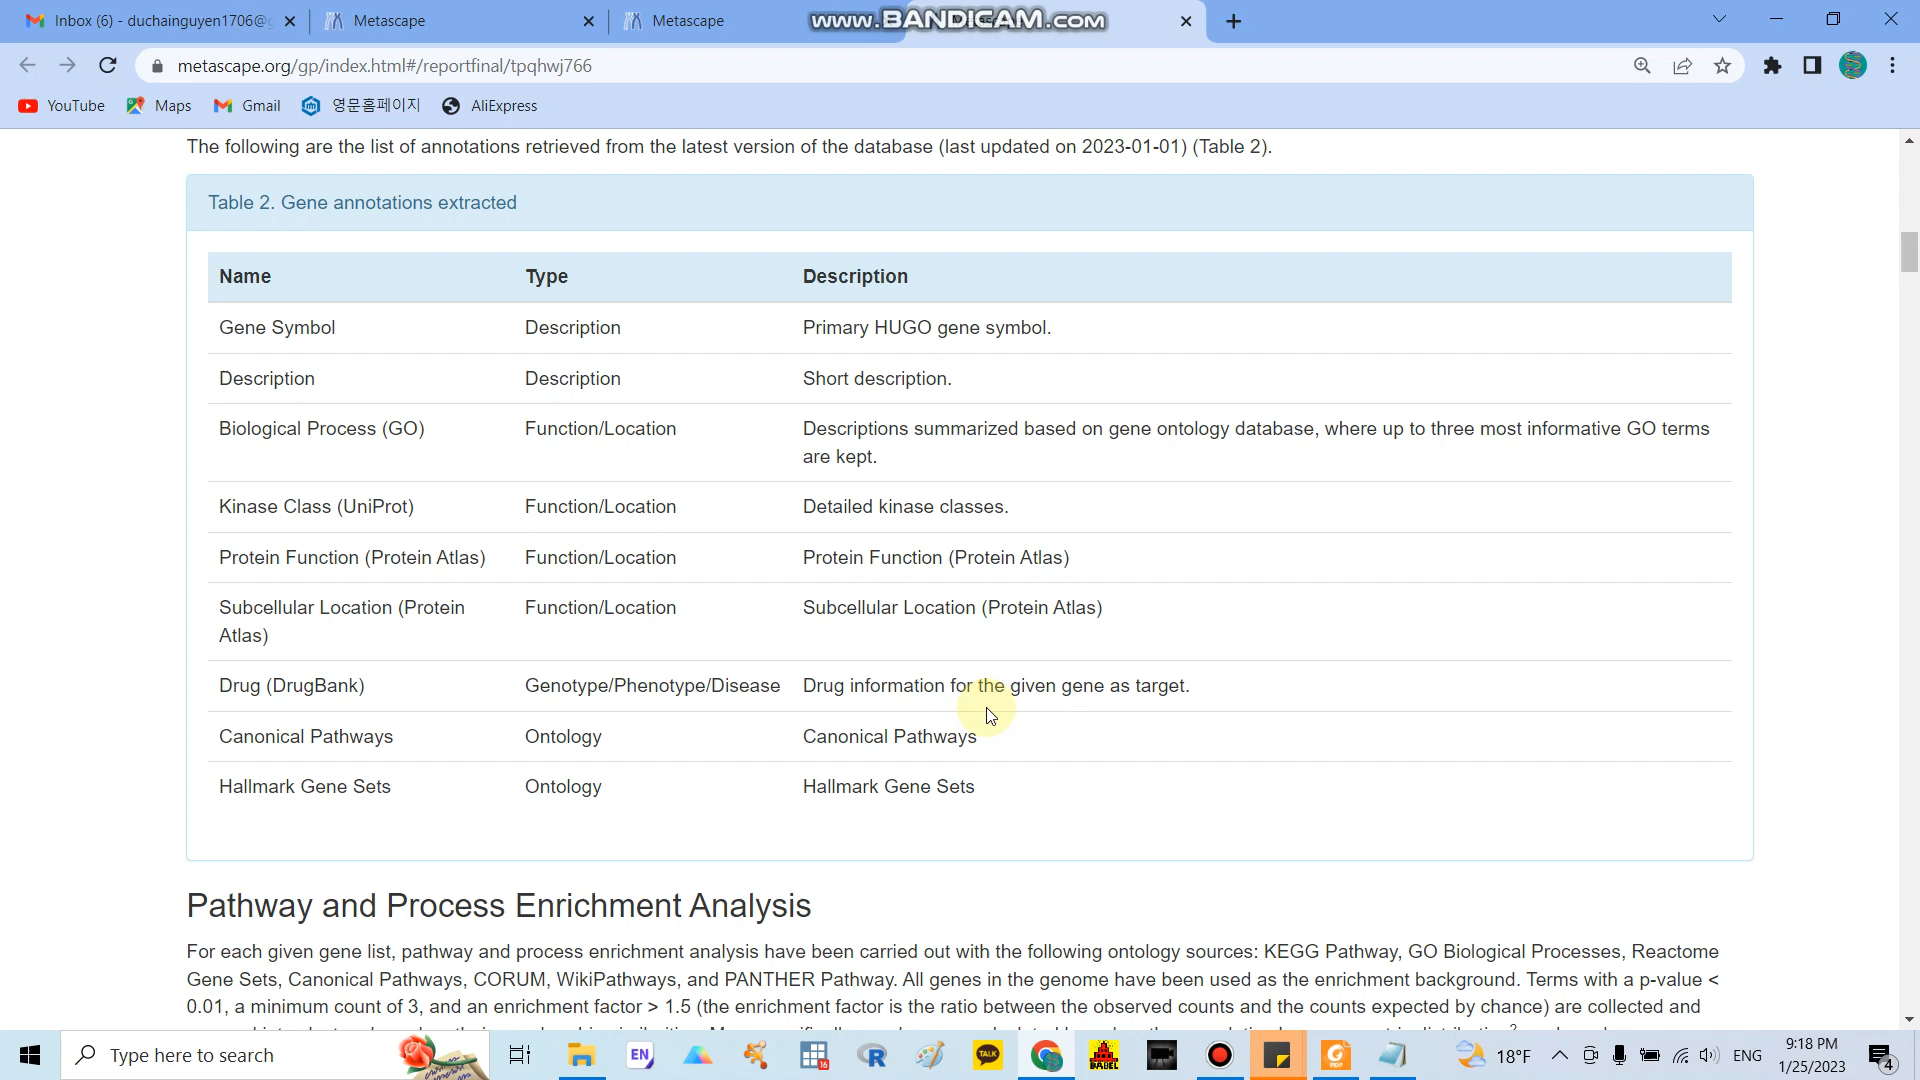 Inbox (6) - duchainguyen1706@g
Metascape
Metascape
www.BANDICAM.com
metascape.org/gp/index.html#/reportfinal/tpqhwj766
YouTube
Maps
Gmail
영문홈페이지
AliExpress
The following are the list of annotations retrieved from the latest version of the database (last updated on 2023-01-01) (Table 2).
Table 2. Gene annotations extracted
Name Type Description
Gene Symbol Description Primary HUGO gene symbol.
Description Description Short description.
Biological Process (GO) Function/Location Descriptions summarized based on gene ontology database, where up to three most informative GO terms
are kept.
Kinase Class (UniProt) Function/Location Detailed kinase classes.
Protein Function (Protein Atlas) Function/Location Protein Function (Protein Atlas)
Subcellular Location (Protein Function/Location Subcellular Location (Protein Atlas)
Atlas)
Drug (DrugBank) Genotype/Phenotype/Disease Drug information for the given gene as target.
Canonical Pathways Ontology Canonical Pathways
Hallmark Gene Sets Ontology Hallmark Gene Sets
Pathway and Process Enrichment Analysis
For each given gene list, pathway and process enrichment analysis have been carried out with the following ontology sources: KEGG Pathway, GO Biological Processes, Reactome
Gene Sets, Canonical Pathways, CORUM, WikiPathways, and PANTHER Pathway. All genes in the genome have been used as the enrichment background. Terms with a p-value <
0.01, a minimum count of 3, and an enrichment factor > 1.5 (the enrichment factor is the ratio between the observed counts and the counts expected by chance) are collected and
Type here to search
EN
16
R
TALK
BABEL
PDF
18°F
ENG
9:18 PM
1/25/2023
4